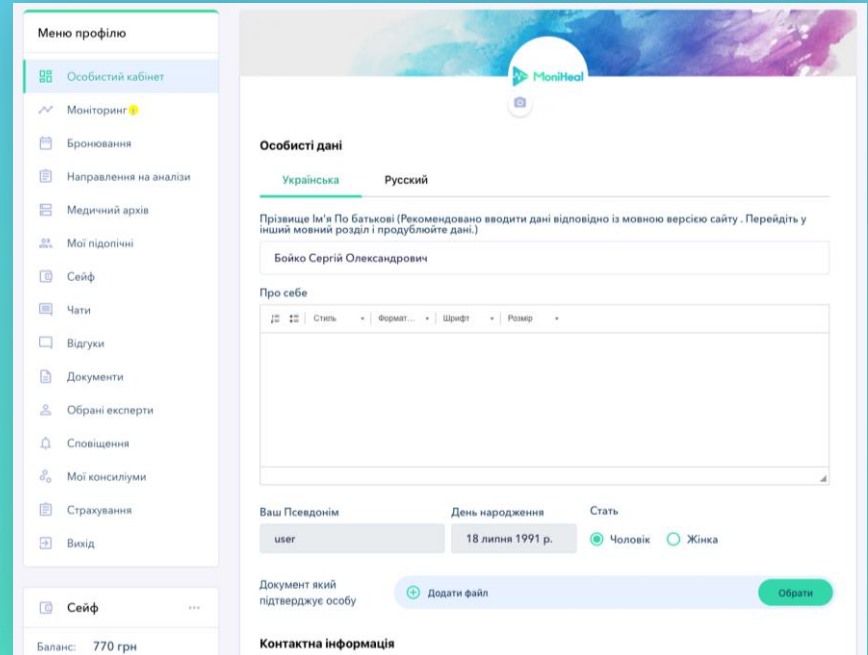 Меню профілю
Особистий кабінет
Моніторинг
Бронювання
Направлення на аналізи
Медичний архів
Мої підопічні
Сейф
Чати
Відгуки
Документи
Обрані експерти
Сповіщення
Мої консиліуми
Страхування
Вихід
Сейф
Баланс: 770 грн
MoniHeal
Особисті дані
Українська Русский
Прізвище Ім'я По батькові (Рекомендовано вводити дані відповідно із мовною версією сайту . Перейдіть у
інший мовний розділ і продублюйте дані.)
Бойко Сергій Олександрович
Про себе
Стиль Формат... Шрифт Розмір
Ваш Псевдонім День народження Стать
user 18 липня 1991 р. Чоловік Жінка
Документ який
підтверджує особу
Додати файл Обрати
Контактна інформація